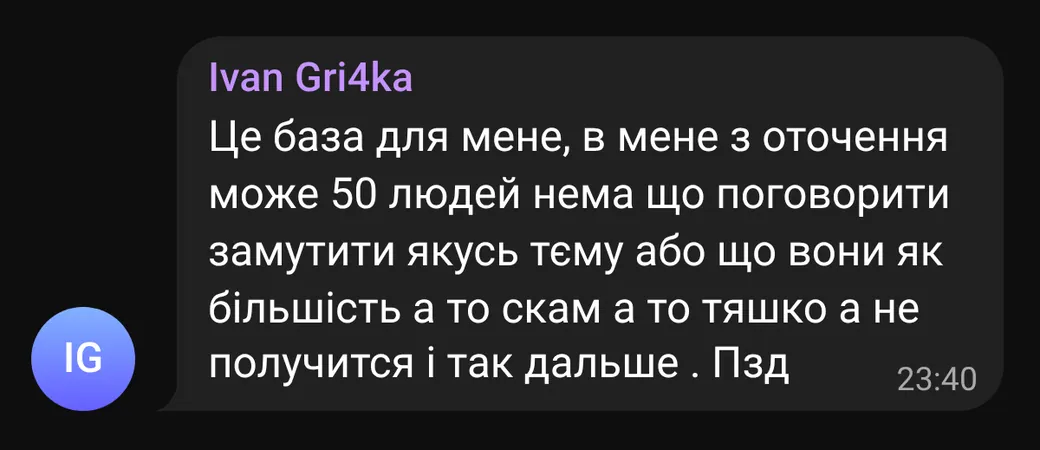 Ivan Gri4ka
Це база для мене, в мене з оточення
може 50 людей нема що поговорити
замутити якусь тєму або що вони як
більшість а то скам а то тяшко а не
получится і так дальше . Пзд
IG
23:40